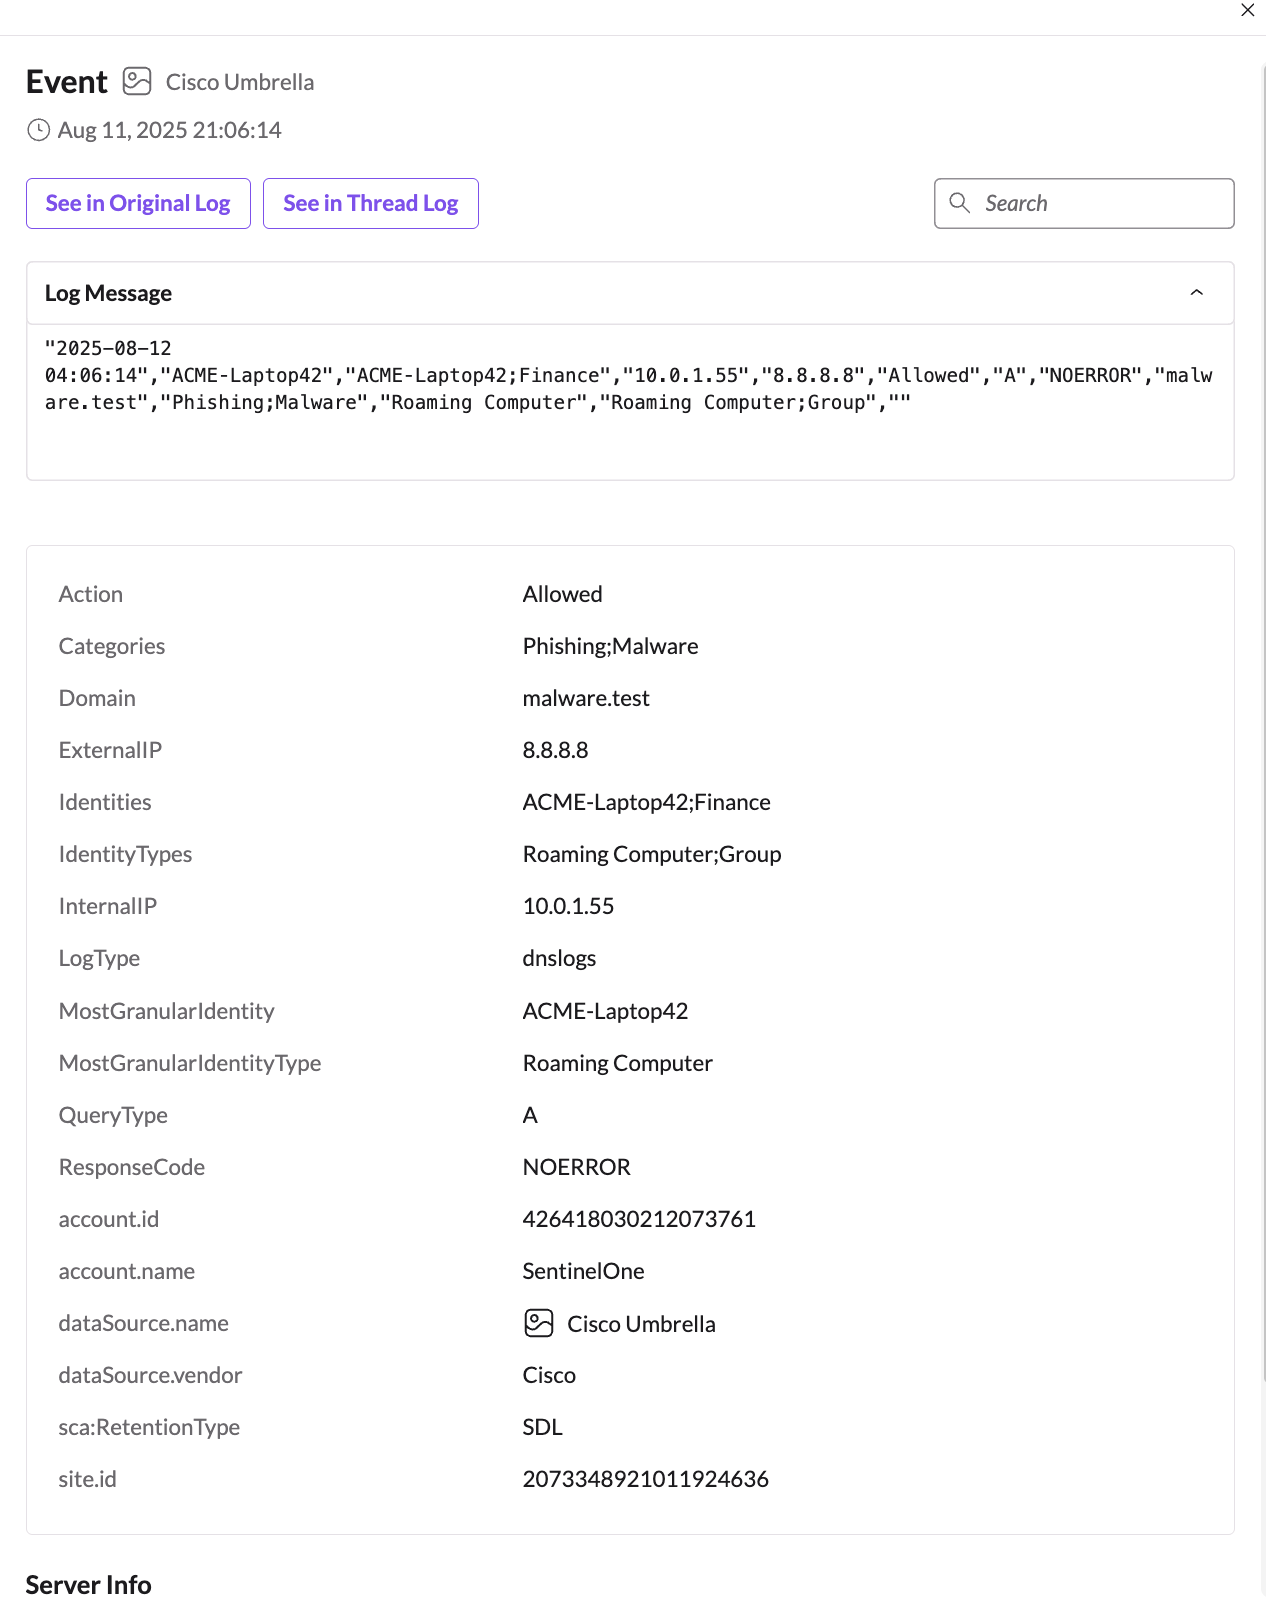 Event Cisco Umbrella
Aug 11, 2025 21:06:14
See in Original Log See in Thread Log Search
Log Message
"2025-08-12
04:06:14","ACME-Laptop42","ACME-Laptop42;Finance","10.0.1.55","8.8.8.8","Allowed","A","NOERROR","malw
are.test","Phishing;Malware","Roaming Computer","Roaming Computer;Group",""
Action Allowed
Categories Phishing;Malware
Domain malware.test
ExternalIP 8.8.8.8
Identities ACME-Laptop42;Finance
IdentityTypes Roaming Computer;Group
InternalIP 10.0.1.55
LogType dnslogs
MostGranularIdentity ACME-Laptop42
MostGranularIdentityType Roaming Computer
QueryType A
ResponseCode NOERROR
account.id 426418030212073761
account.name SentinelOne
dataSource.name Cisco Umbrella
dataSource.vendor Cisco
sca:RetentionType SDL
site.id 2073348921011924636
Server Info